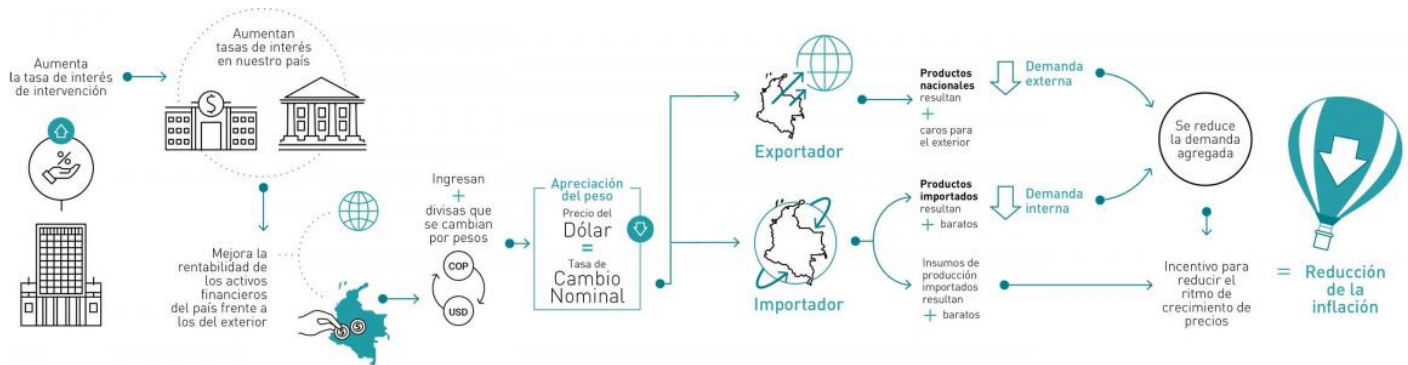 Aumenta
la tasa de interés
de intervención
%
Aumentan
tasas de interés
en nuestro país
$
Mejora la
rentabilidad de
los activos
financieros
del país frente a
los del exterior
$ $
Ingresan
+
divisas que
se cambian
por pesos
COP
USD
Apreciación
del peso
Precio del
Dólar
=
Tasa de
Cambio
Nominal
Exportador
Productos
nacionales
resultan
+
caros para
el exterior
Demanda
externa
Importador
Productos
importados
resultan
+ baratos
Demanda
interna
Insumos de
producción
importados
resultan
+ baratos
Se reduce
la demanda
agregada
Incentivo para
reducir el
ritmo de
crecimiento de
precios
= Reducción
de la
inflación